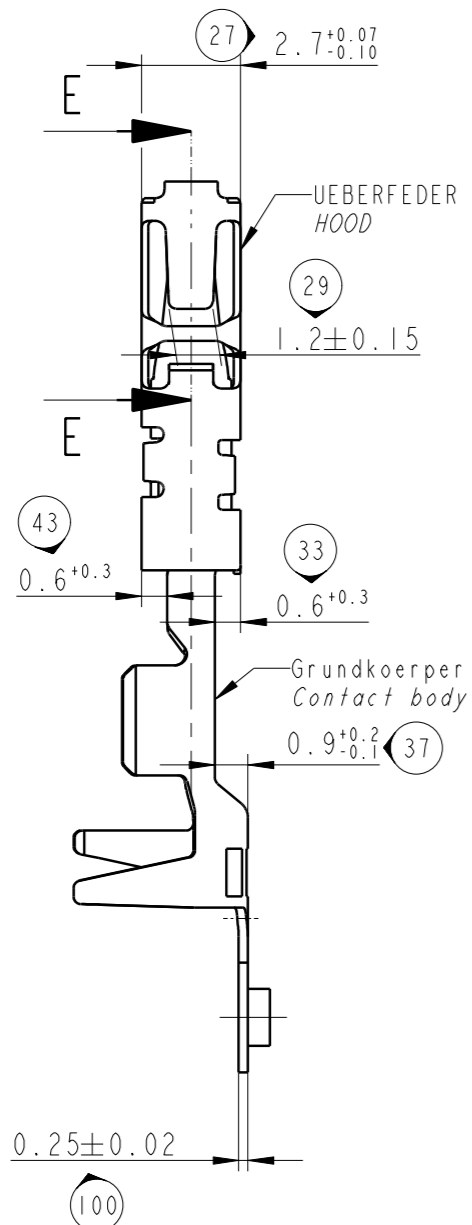 27
2.7 +0.07
-0.10
E
UEBERFEDER
HOOD
29
1.2±0.15
E
43
33
0.6 +0.3
0.6 +0.3
Grundkoerper
Contact body
0.9 +0.2
-0.1
37
0.25±0.02
100